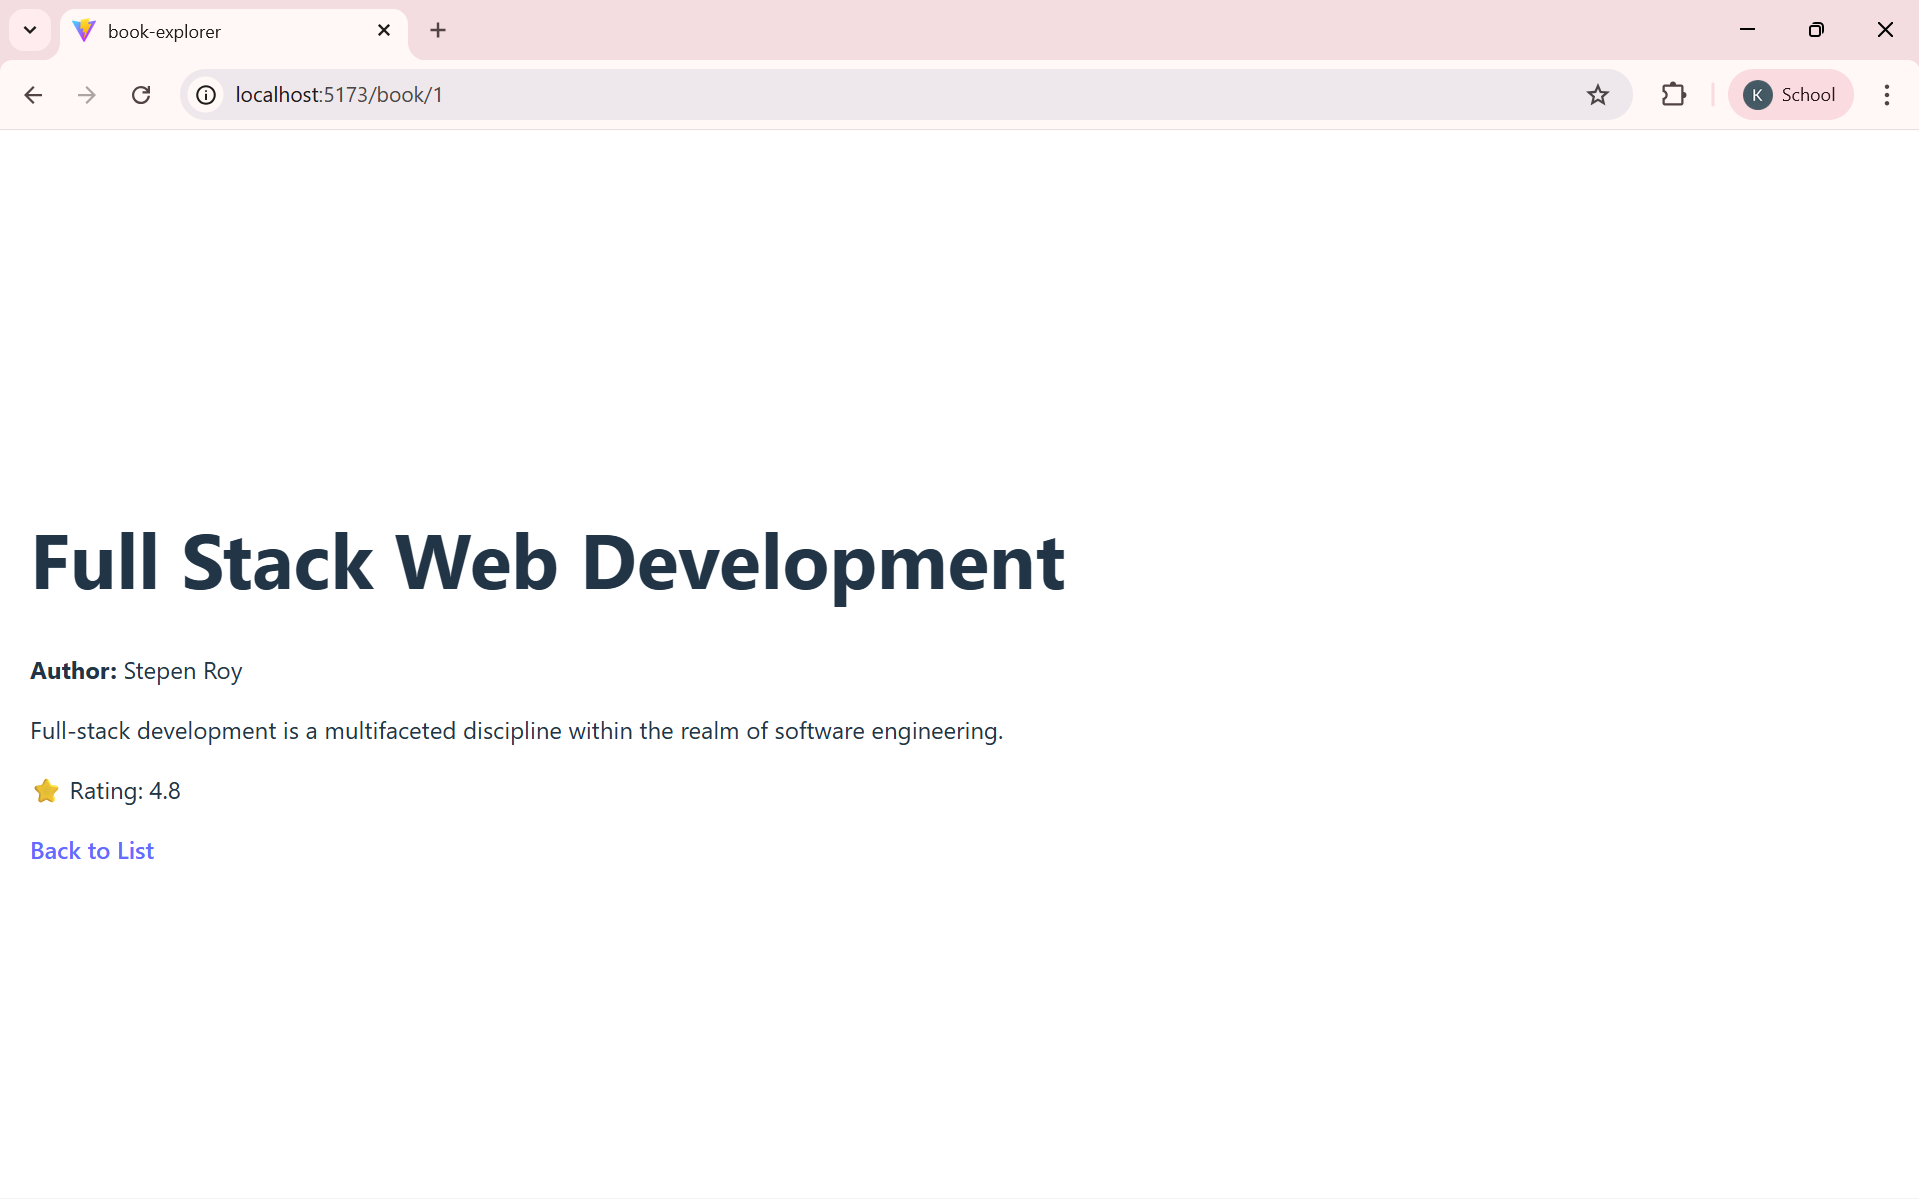 book-explorer
localhost:5173/book/1
K School
Full Stack Web Development
Author: Stepen Roy
Full-stack development is a multifaceted discipline within the realm of software engineering.
⭐ Rating: 4.8
Back to List